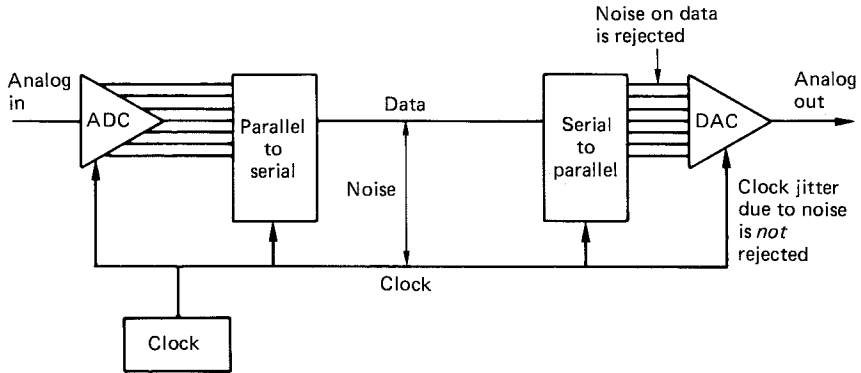 Noise on data
is rejected
Analog
in
ADC
Parallel
to
serial
Data
Noise
Serial
to
parallel
DAC
Analog
out
Clock jitter
due to noise
is not
rejected
Clock
Clock